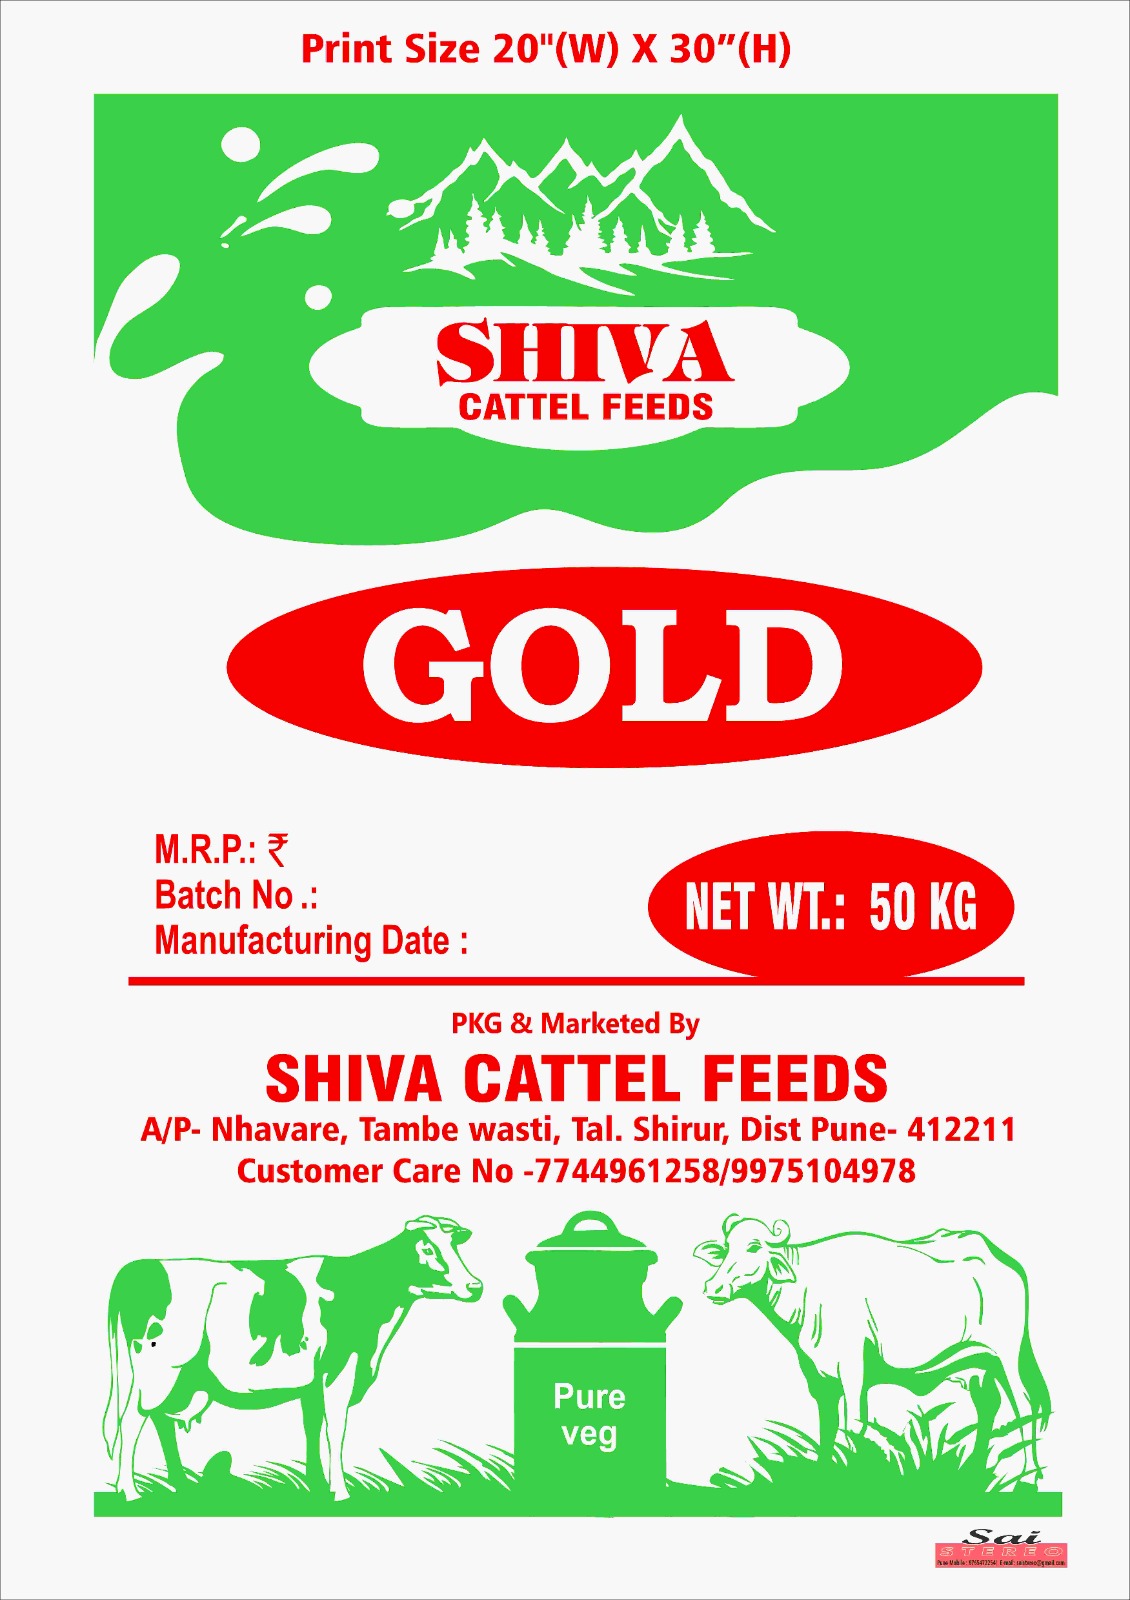 Print Size 20"(W) X 30”(H)
SHIVA
CATTEL FEEDS
GOLD
M.R.P.: ₹
Batch No .:
Manufacturing Date :
NET WT.: 50 KG
PKG & Marketed By
SHIVA CATTEL FEEDS
A/P- Nhavare, Tambe wasti, Tal. Shirur, Dist Pune- 412211
Customer Care No -7744961258/9975104978
Pure
veg
Sai
STEREO